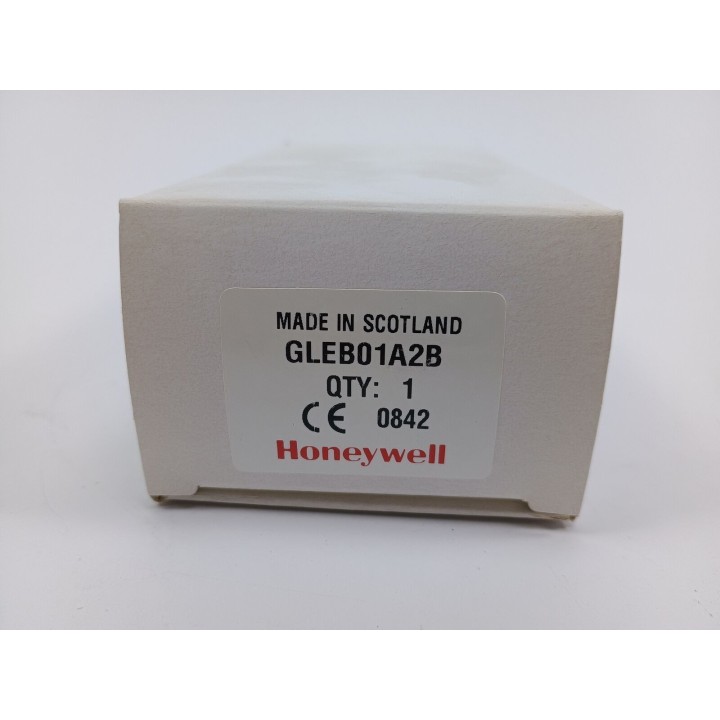 MADE IN SCOTLAND
GLEB01A2B
QTY: 1
CE 0842
Honeywell